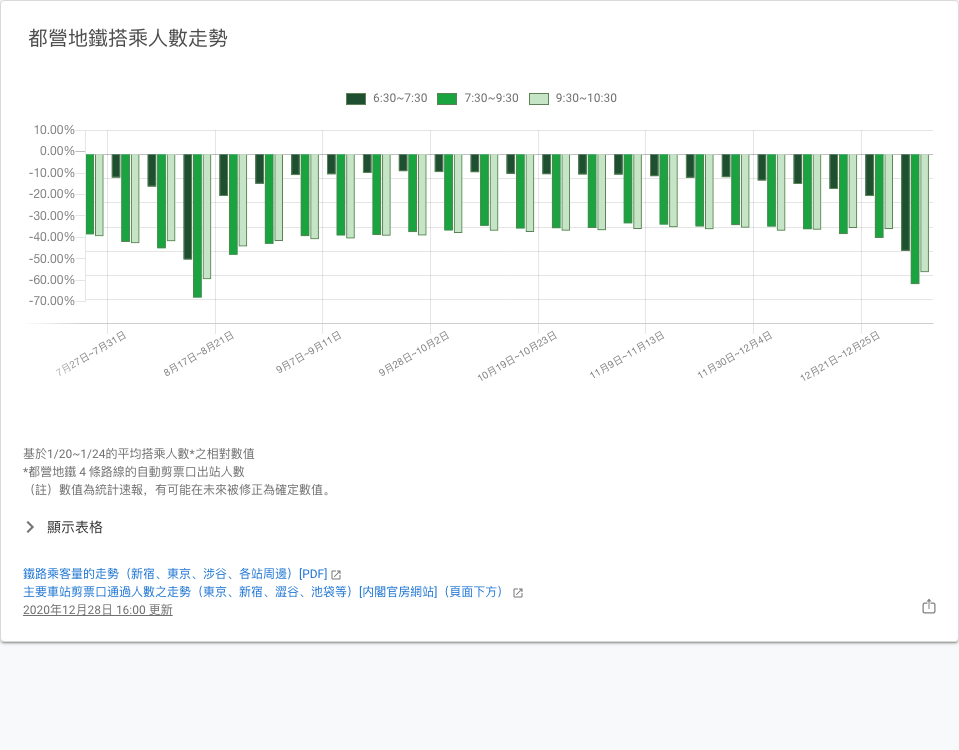 都營地鐵搭乘人數走勢
6:30~7:30 7:30~9:30 9:30~10:30
10.00%
0.00%
-10.00%
-20.00%
-30.00%
-40.00%
-50.00%
-60.00%
-70.00%
7月27日~7月31日 8月17日~8月21日 9月7日~9月11日 9月28日~10月2日 10月19日~10月23日 11月9日~11月13日 11月30日~12月4日 12月21日~12月25日
基於1/20~1/24的平均搭乘人數*之相對數值
*都營地鐵 4 條路線的自動剪票口出站人數
（註）數值為統計速報，有可能在未來被修正為確定數值。
顯示表格
鐵路乘客量的走勢（新宿、東京、涉谷、各站周邊）[PDF]
主要車站剪票口通過人數之走勢（東京、新宿、澀谷、池袋等）[内閣官房網站]（頁面下方）
2020年12月28日 16:00 更新